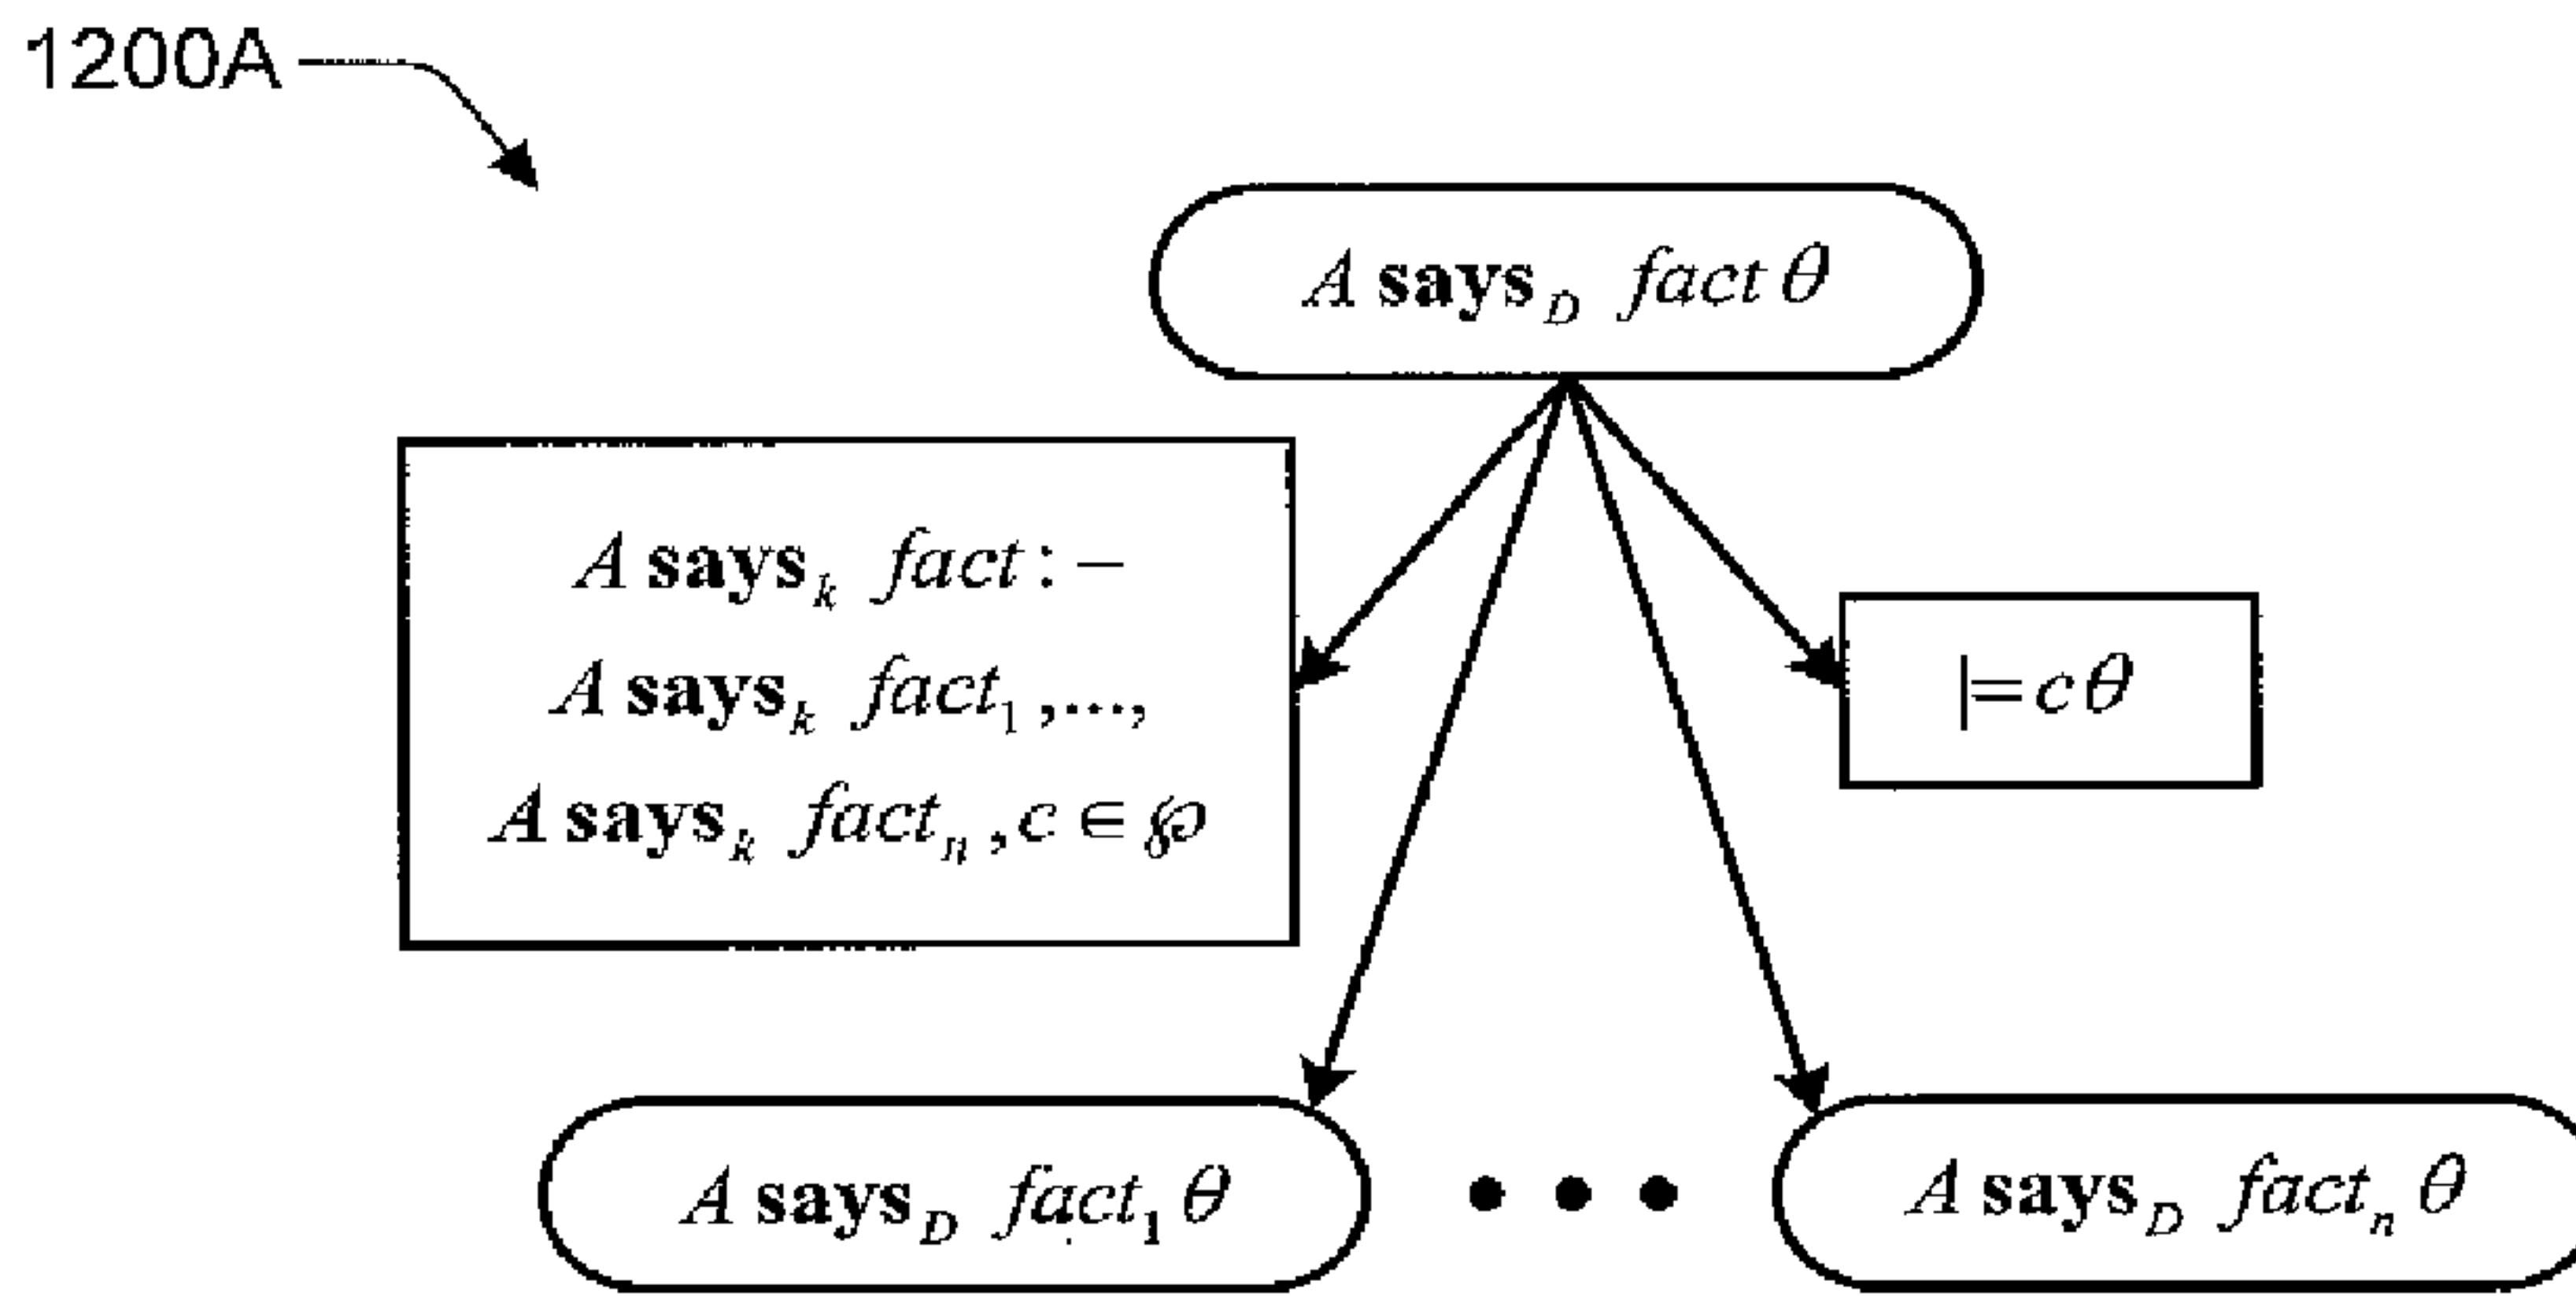 1200A
A says_D fact θ
A says_k fact :–
A says_k fact_1 ,...,
A says_k fact_n , c ∈ ℘
|= c θ
A says_D fact_1 θ
• • •
A says_D fact_n θ